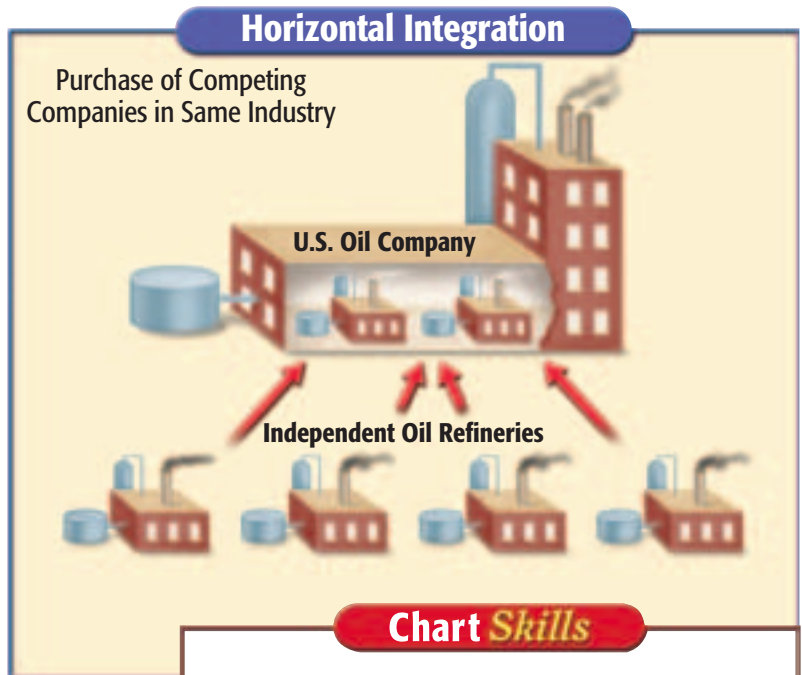 Horizontal Integration
Purchase of Competing
Companies in Same Industry
U.S. Oil Company
Independent Oil Refineries
Chart Skills